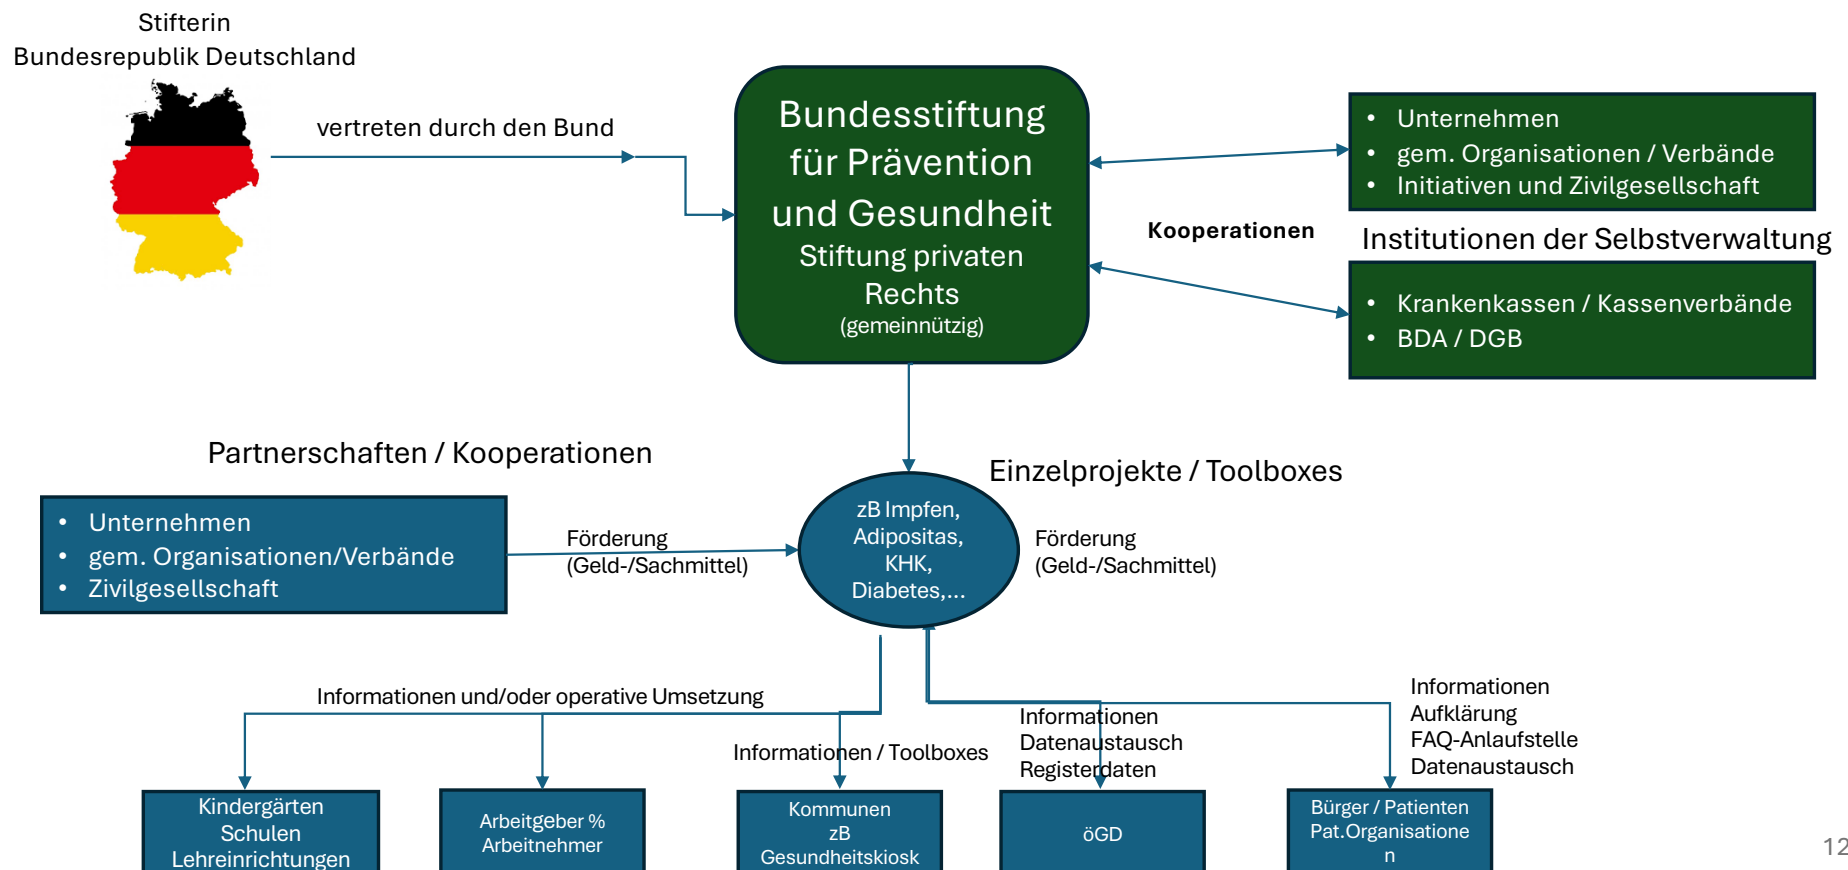 Stifterin
Bundesrepublik Deutschland
vertreten durch den Bund
Bundesstiftung
für Prävention
und Gesundheit
Stiftung privaten
Rechts
(gemeinnützig)
• Unternehmen
• gem. Organisationen / Verbände
• Initiativen und Zivilgesellschaft
Kooperationen
Institutionen der Selbstverwaltung
• Krankenkassen / Kassenverbände
• BDA / DGB
Partnerschaften / Kooperationen
Einzelprojekte / Toolboxes
• Unternehmen
• gem. Organisationen/Verbände
• Zivilgesellschaft
Förderung
(Geld-/Sachmittel)
zB Impfen,
Adipositas,
KHK,
Diabetes,...
Förderung
(Geld-/Sachmittel)
Informationen und/oder operative Umsetzung
Informationen / Toolboxes
Informationen
Datenaustausch
Registerdaten
Informationen
Aufklärung
FAQ-Anlaufstelle
Datenaustausch
Kindergärten
Schulen
Lehreinrichtungen
Arbeitgeber %
Arbeitnehmer
Kommunen
zB
Gesundheitskiosk
öGD
Bürger / Patienten
Pat.Organisatione
n
12